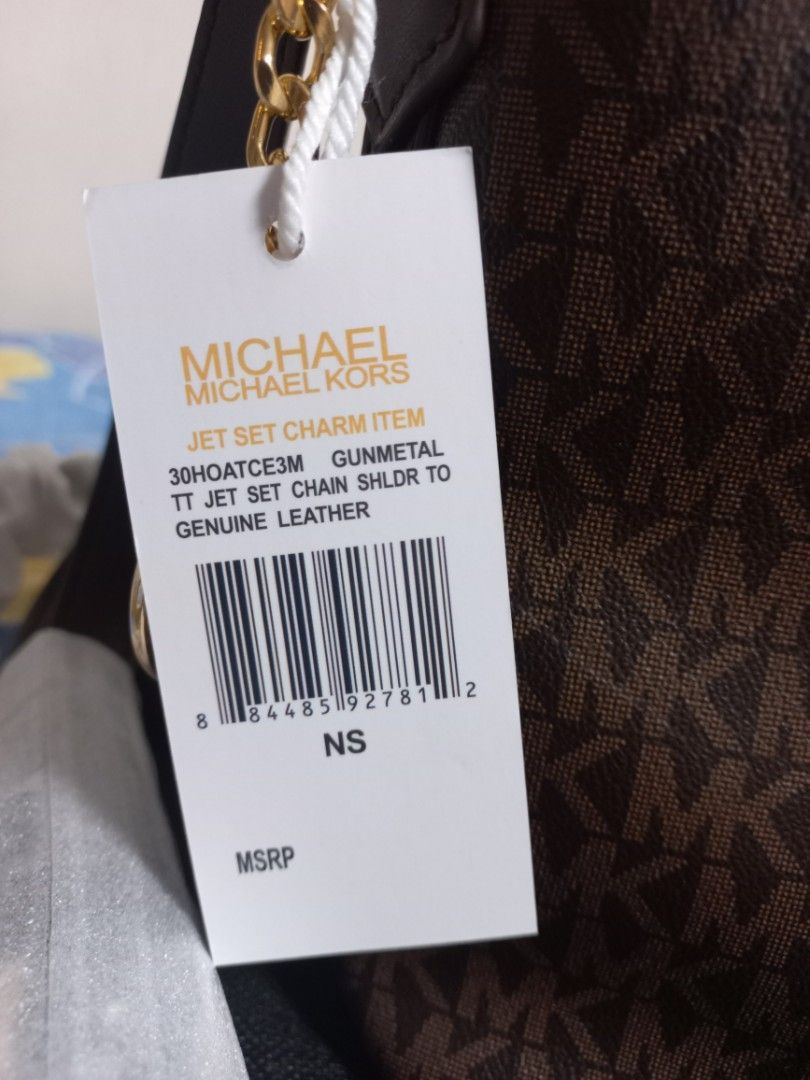 MICHAEL
MICHAEL KORS
JET SET CHARM ITEM
30HOATCE3M GUNMETAL
TT JET SET CHAIN SHLDR TO
GENUINE LEATHER
8 84485 92781 2
NS
MSRP